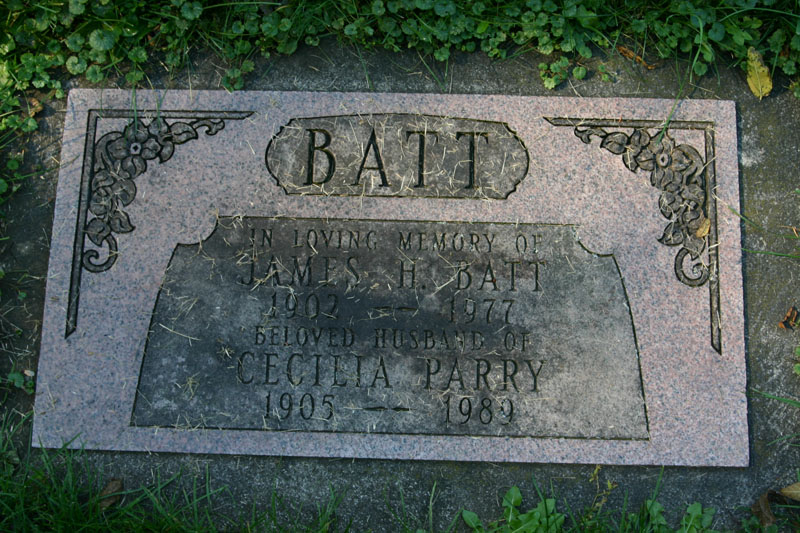 BATT
IN LOVING MEMORY OF
JAMES H. BATT
1902 — 1977
BELOVED HUSBAND OF
CECILIA PARRY
1905 — 1989